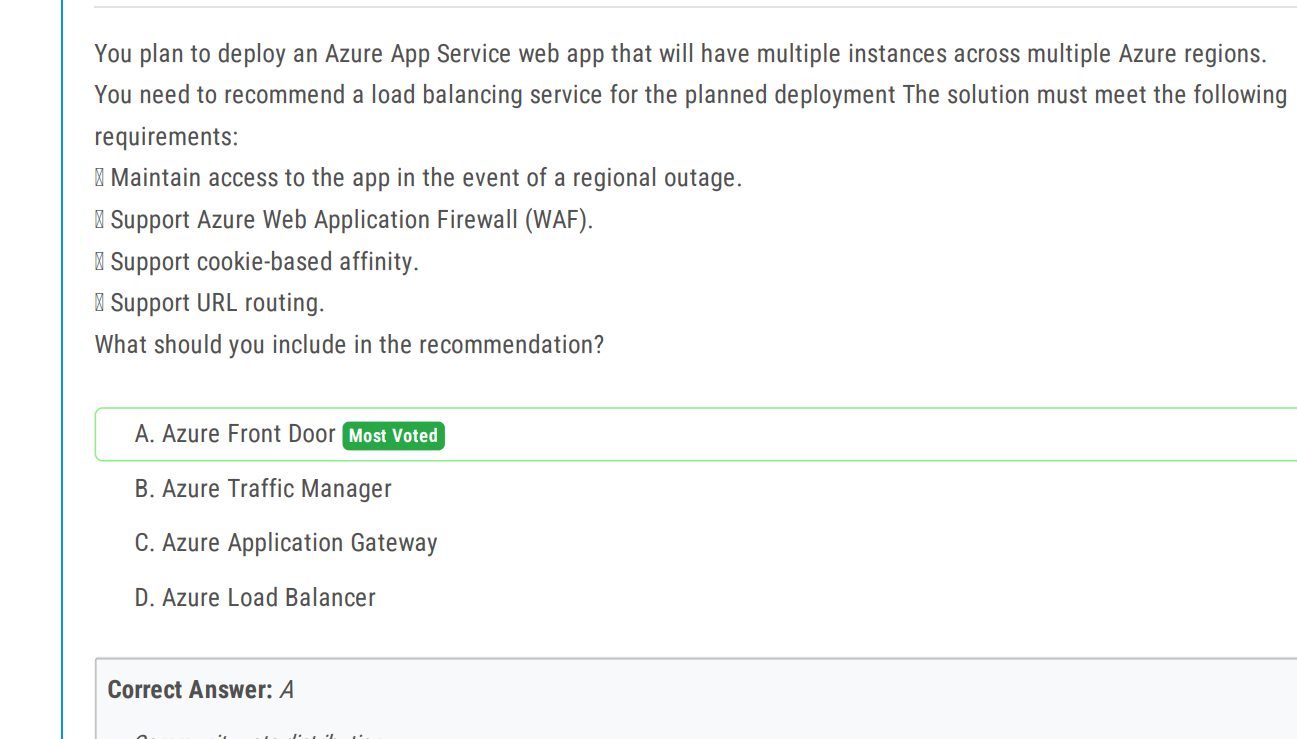 You plan to deploy an Azure App Service web app that will have multiple instances across multiple Azure regions.
You need to recommend a load balancing service for the planned deployment The solution must meet the following
requirements:
Maintain access to the app in the event of a regional outage.
Support Azure Web Application Firewall (WAF).
Support cookie-based affinity.
Support URL routing.
What should you include in the recommendation?
A. Azure Front Door Most Voted
B. Azure Traffic Manager
C. Azure Application Gateway
D. Azure Load Balancer
Correct Answer: A